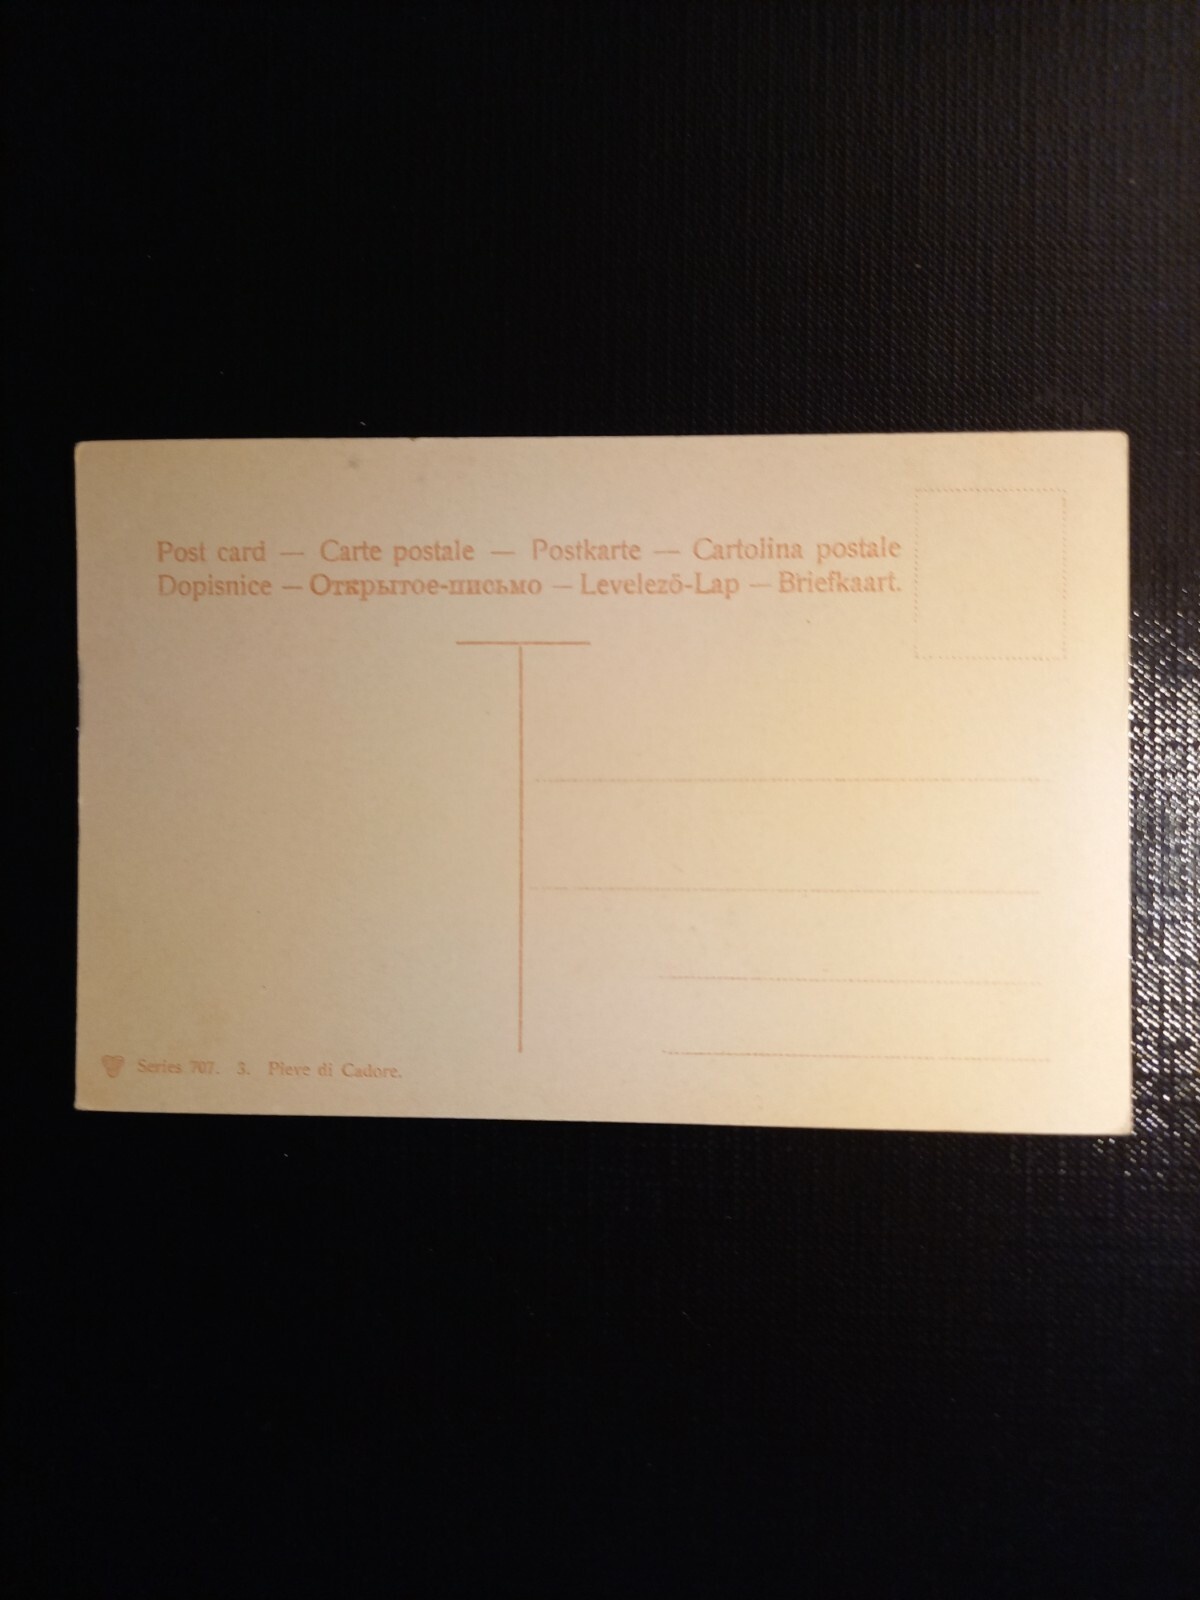 Post card — Carte postale — Postkarte — Cartolina postale
Dopisnice — Открытое-письмо — Levelező-Lap — Briefkaart.
Series 707. 3. Pieve di Cadore.